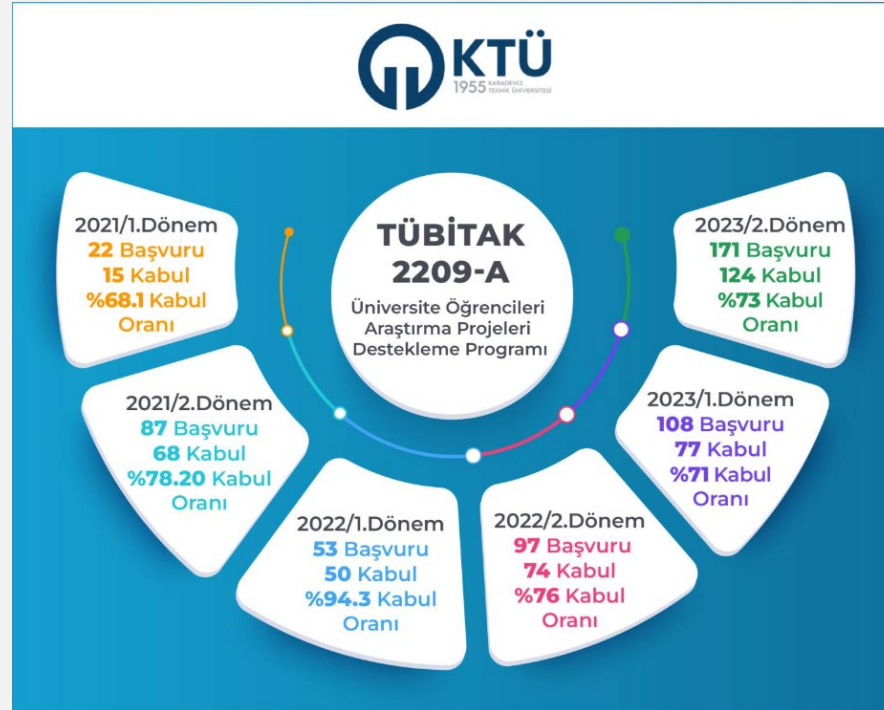 KTÜ
1955 KARADENİZ
TEKNİK ÜNİVERSİTESİ
TÜBİTAK
2209-A
Üniversite Öğrencileri
Araştırma Projeleri
Destekleme Programı
2021/1.Dönem
22 Başvuru
15 Kabul
%68.1 Kabul
Oranı
2021/2.Dönem
87 Başvuru
68 Kabul
%78.20 Kabul
Oranı
2022/1.Dönem
53 Başvuru
50 Kabul
%94.3 Kabul
Oranı
2022/2.Dönem
97 Başvuru
74 Kabul
%76 Kabul
Oranı
2023/1.Dönem
108 Başvuru
77 Kabul
%71 Kabul
Oranı
2023/2.Dönem
171 Başvuru
124 Kabul
%73 Kabul
Oranı